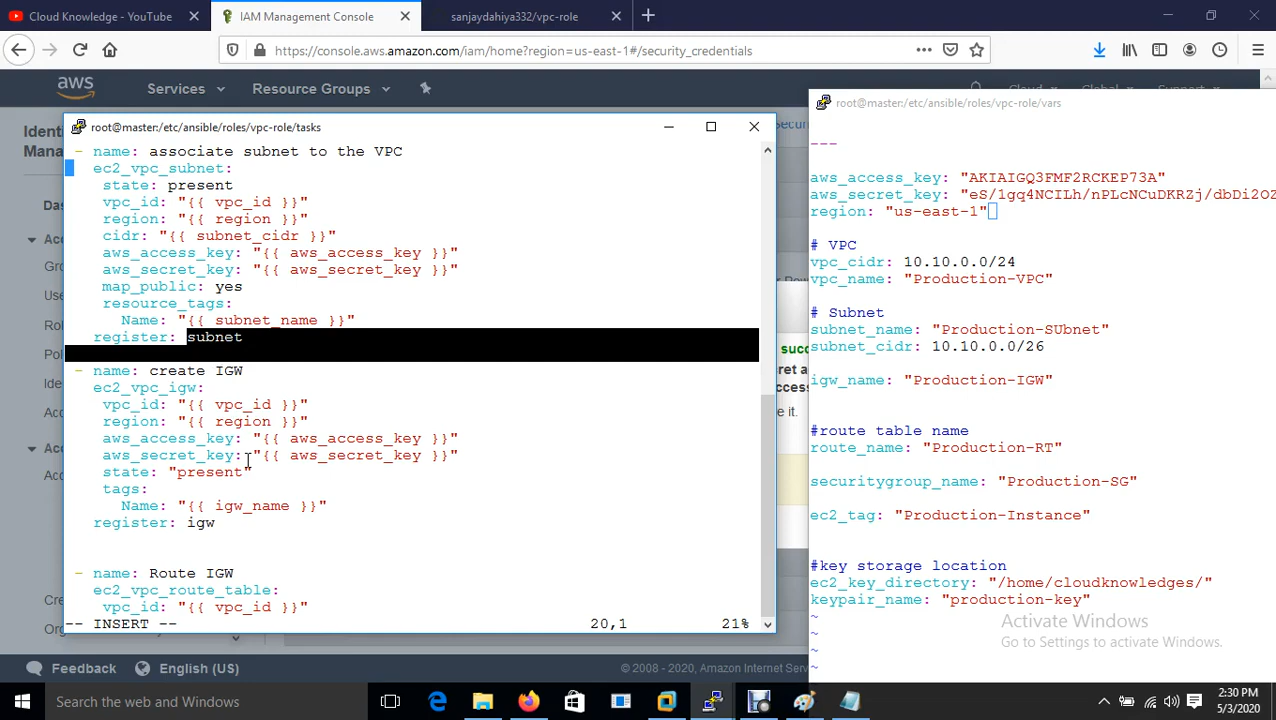 Cloud Knowledge - YouTube
IAM Management Console
sanjaydahiya332/vpc-role
https://console.aws.amazon.com/iam/home?region=us-east-1#/security_credentials
aws
Services
Resource Groups
root@master:/etc/ansible/roles/vpc-role/tasks
- name: associate subnet to the VPC
ec2_vpc_subnet:
state: present
vpc_id: "{{ vpc_id }}"
region: "{{ region }}"
cidr: "{{ subnet_cidr }}"
aws_access_key: "{{ aws_access_key }}"
aws_secret_key: "{{ aws_secret_key }}"
map_public: yes
resource_tags:
Name: "{{ subnet_name }}"
register: subnet
- name: create IGW
ec2_vpc_igw:
vpc_id: "{{ vpc_id }}"
region: "{{ region }}"
aws_access_key: "{{ aws_access_key }}"
aws_secret_key: "{{ aws_secret_key }}"
state: "present"
tags:
Name: "{{ igw_name }}"
register: igw
- name: Route IGW
ec2_vpc_route_table:
vpc_id: "{{ vpc_id }}"
-- INSERT --
20,1
21%
root@master:/etc/ansible/roles/vpc-role/vars
---
aws_access_key: "AKIAIGQ3FMF2RCKEP73A"
aws_secret_key: "eS/1gq4NCILh/nPLcNCuDKRZj/dbDi2OZ
region: "us-east-1"
# VPC
vpc_cidr: 10.10.0.0/24
vpc_name: "Production-VPC"
# Subnet
subnet_name: "Production-SUbnet"
subnet_cidr: 10.10.0.0/26
igw_name: "Production-IGW"
#route table name
route_name: "Production-RT"
securitygroup_name: "Production-SG"
ec2_tag: "Production-Instance"
#key storage location
ec2_key_directory: "/home/cloudknowledges/"
keypair_name: "production-key"
~
~
~
~
Activate Windows
Go to Settings to activate Windows.
Feedback
English (US)
© 2008 - 2020, Amazon Internet Serv
Search the web and Windows
2:30 PM
5/3/2020